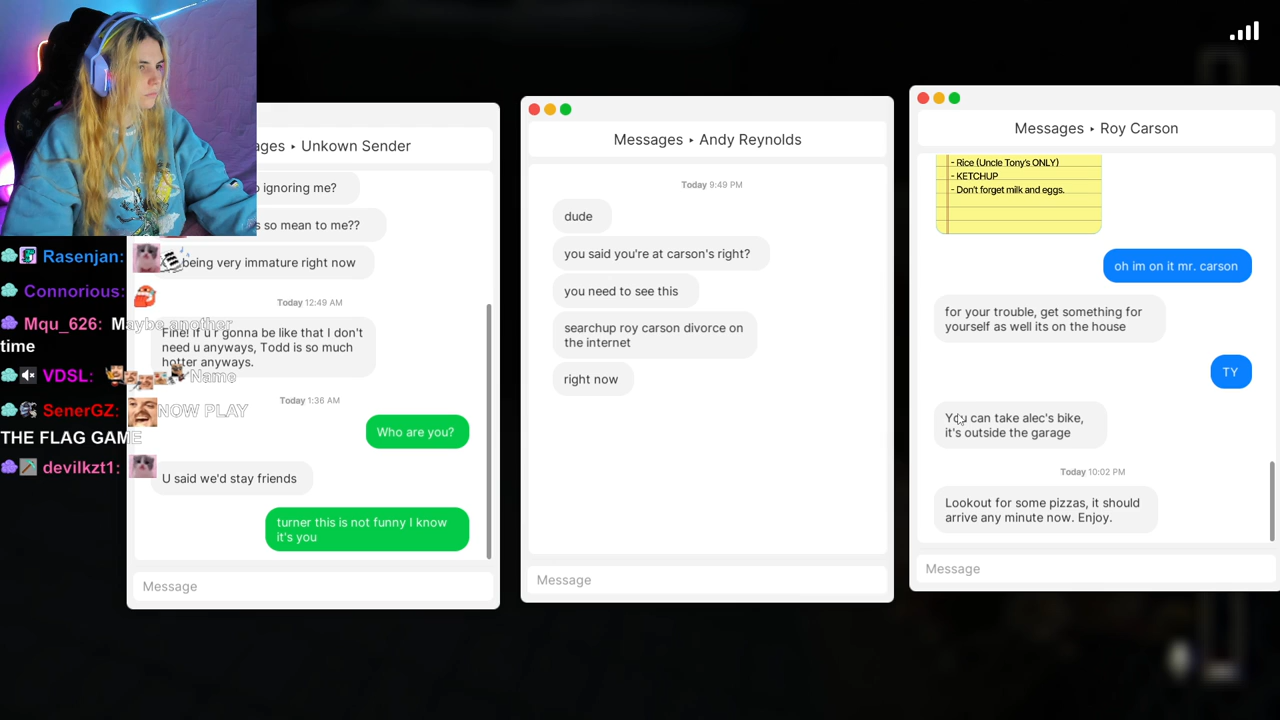 ages ▸ Unkown Sender
ignoring me?
s so mean to me??
being very immature right now
Today 12:49 AM
Fine! If u r gonna be like that I don't
need u anyways, Todd is so much
hotter anyways.
Today 1:36 AM
Who are you?
U said we'd stay friends
turner this is not funny I know
it's you
Message
Messages ▸ Andy Reynolds
Today 9:49 PM
dude
you said you're at carson's right?
you need to see this
searchup roy carson divorce on
the internet
right now
Message
Messages ▸ Roy Carson
- Rice (Uncle Tony's ONLY)
- KETCHUP
- Don't forget milk and eggs.
oh im on it mr. carson
for your trouble, get something for
yourself as well its on the house
TY
You can take alec's bike,
it's outside the garage
Today 10:02 PM
Lookout for some pizzas, it should
arrive any minute now. Enjoy.
Message
Rasenjan:
Connorious:
Mqu_626: Maybe another
time
VDSL: Name
SenerGZ: NOW PLAY
THE FLAG GAME
devilkzt1: